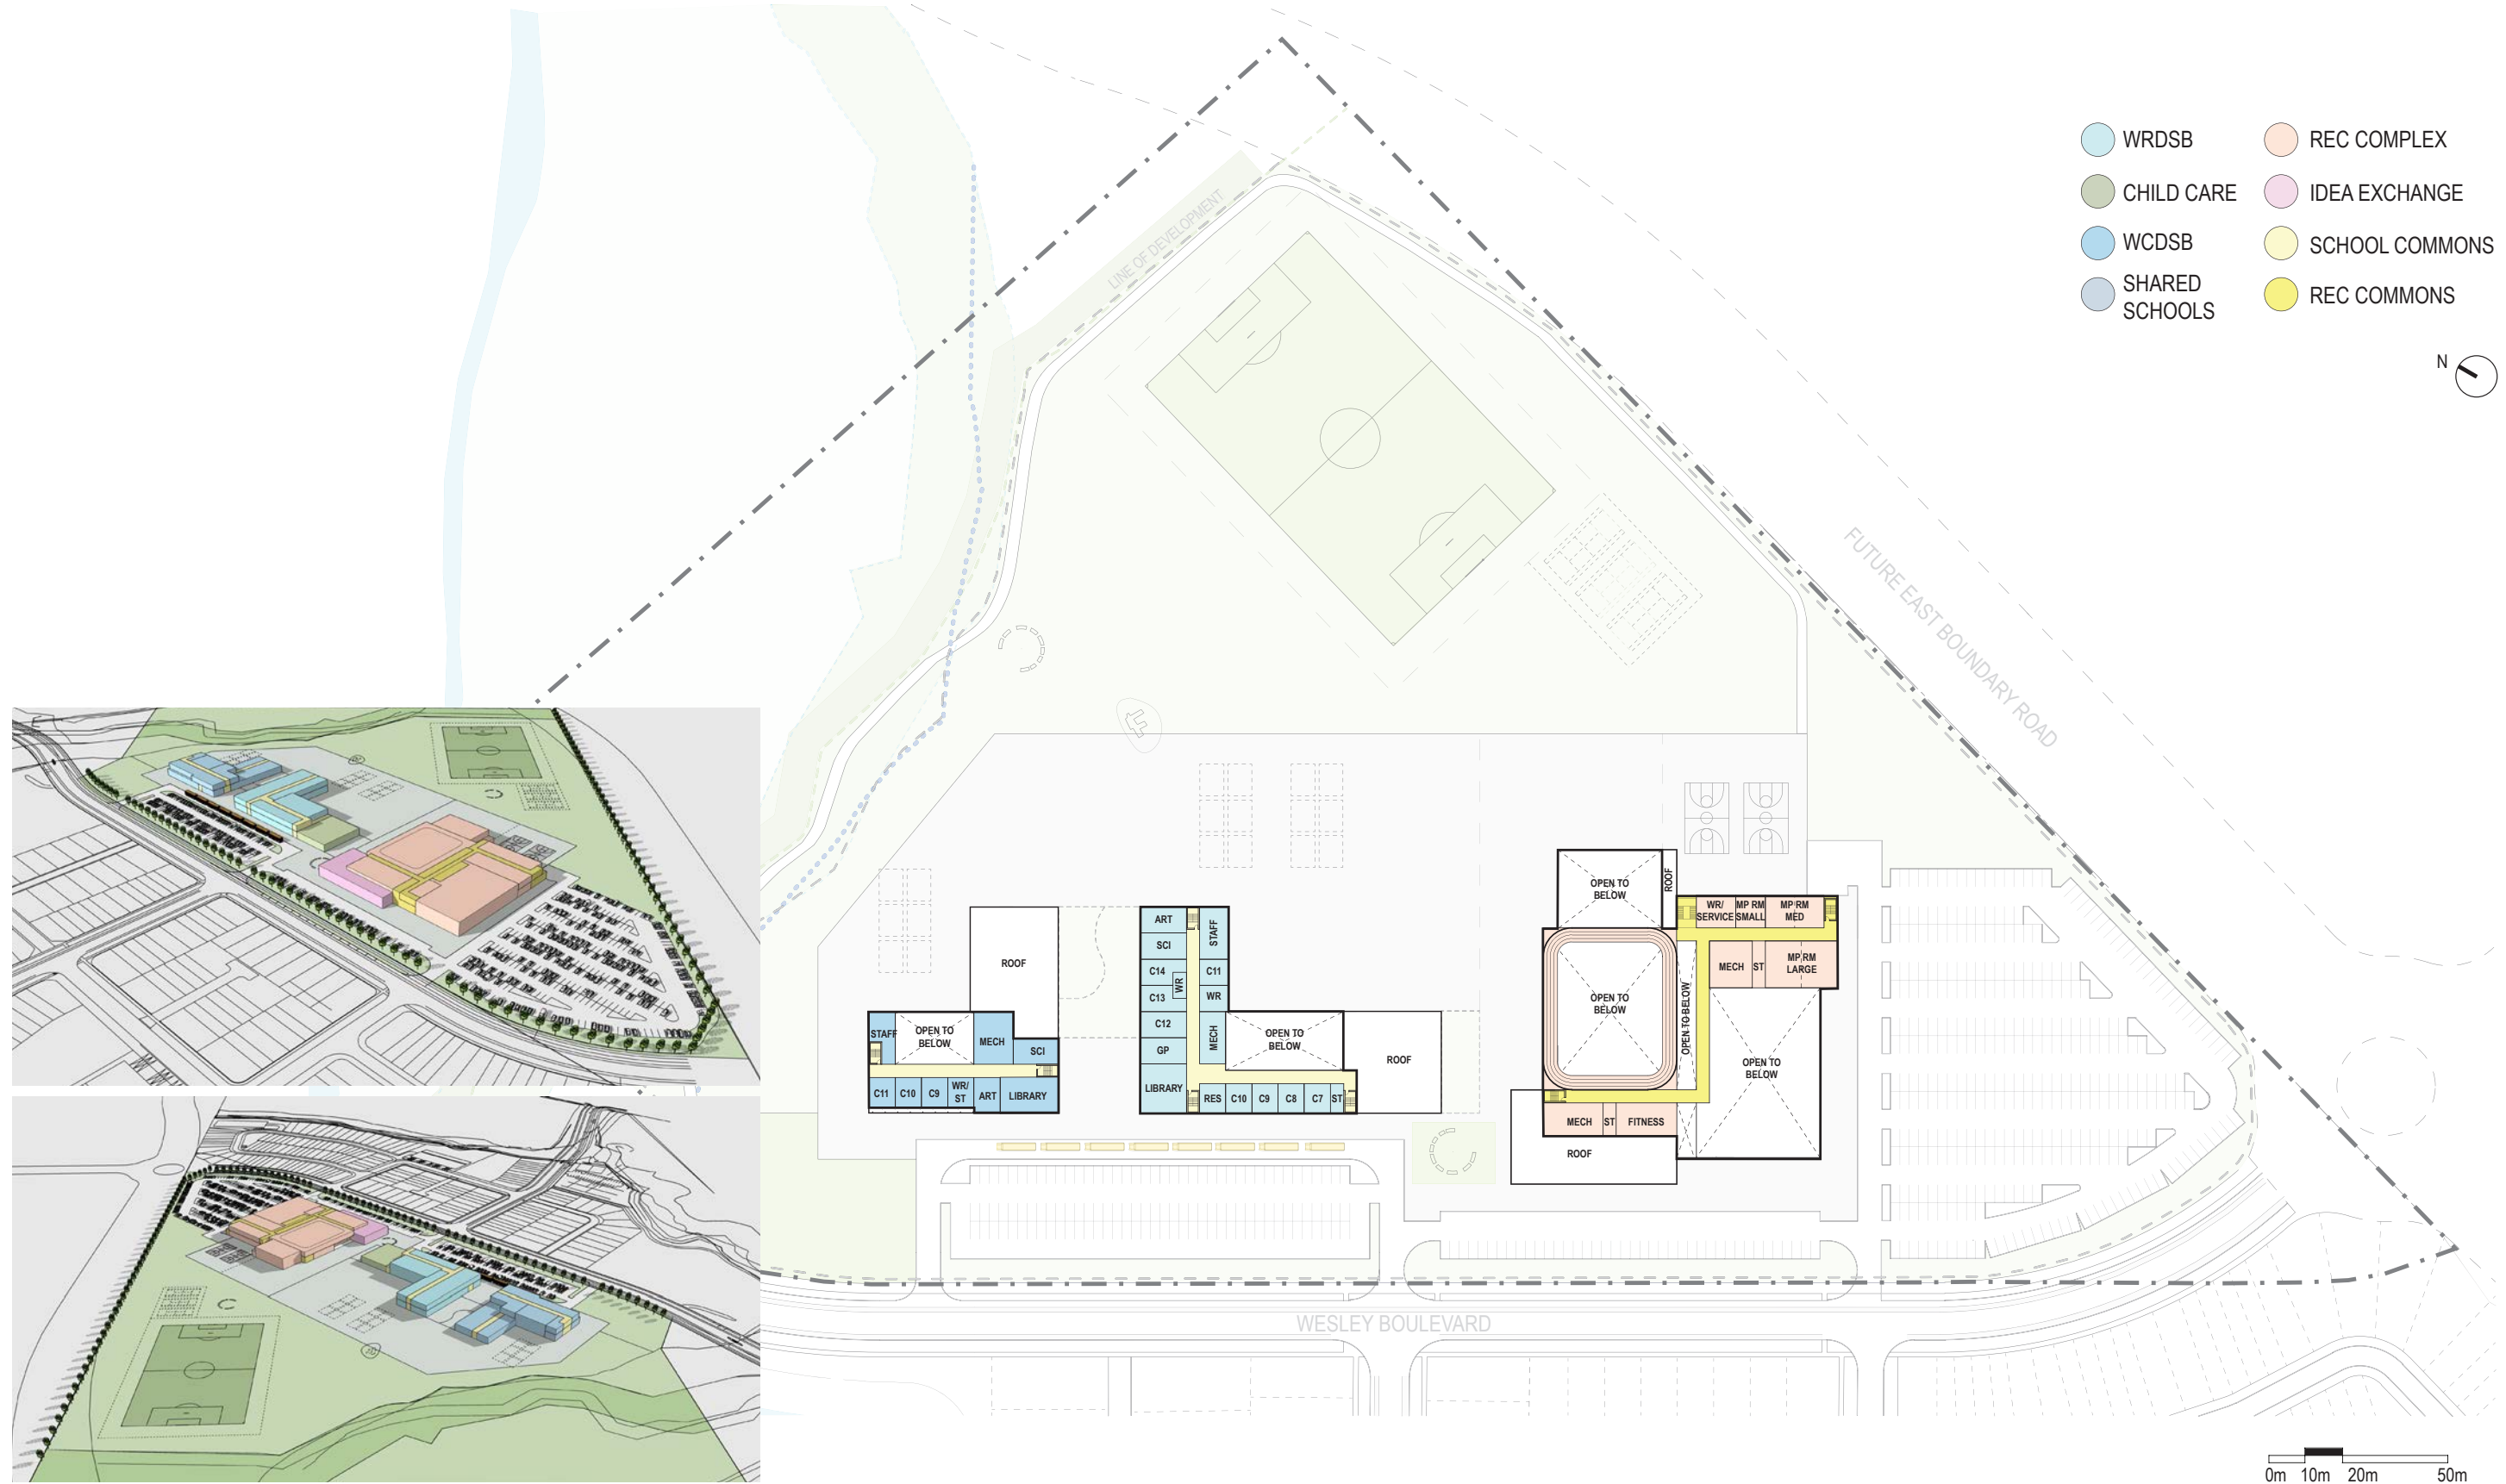 WRDSB
CHILD CARE
WCDSB
SHARED
SCHOOLS
REC COMPLEX
IDEA EXCHANGE
SCHOOL COMMONS
REC COMMONS
N
LINE OF DEVELOPMENT
FUTURE EAST BOUNDARY ROAD
ROOF
STAFF
OPEN TO
BELOW
MECH
SCI
C11
C10
C9
WR/
ST
ART
LIBRARY
ART
SCI
C14
C13
WR
C12
GP
LIBRARY
STAFF
C11
WR
MECH
OPEN TO
BELOW
RES
C10
C9
C8
C7
ST
ROOF
OPEN TO
BELOW
ROOF
WR/
SERVICE
MP RM
SMALL
MP RM
MED
MECH
ST
MP RM
LARGE
OPEN TO
BELOW
OPEN TO BELOW
OPEN TO
BELOW
MECH
ST
FITNESS
ROOF
WESLEY BOULEVARD
0m 10m 20m 50m